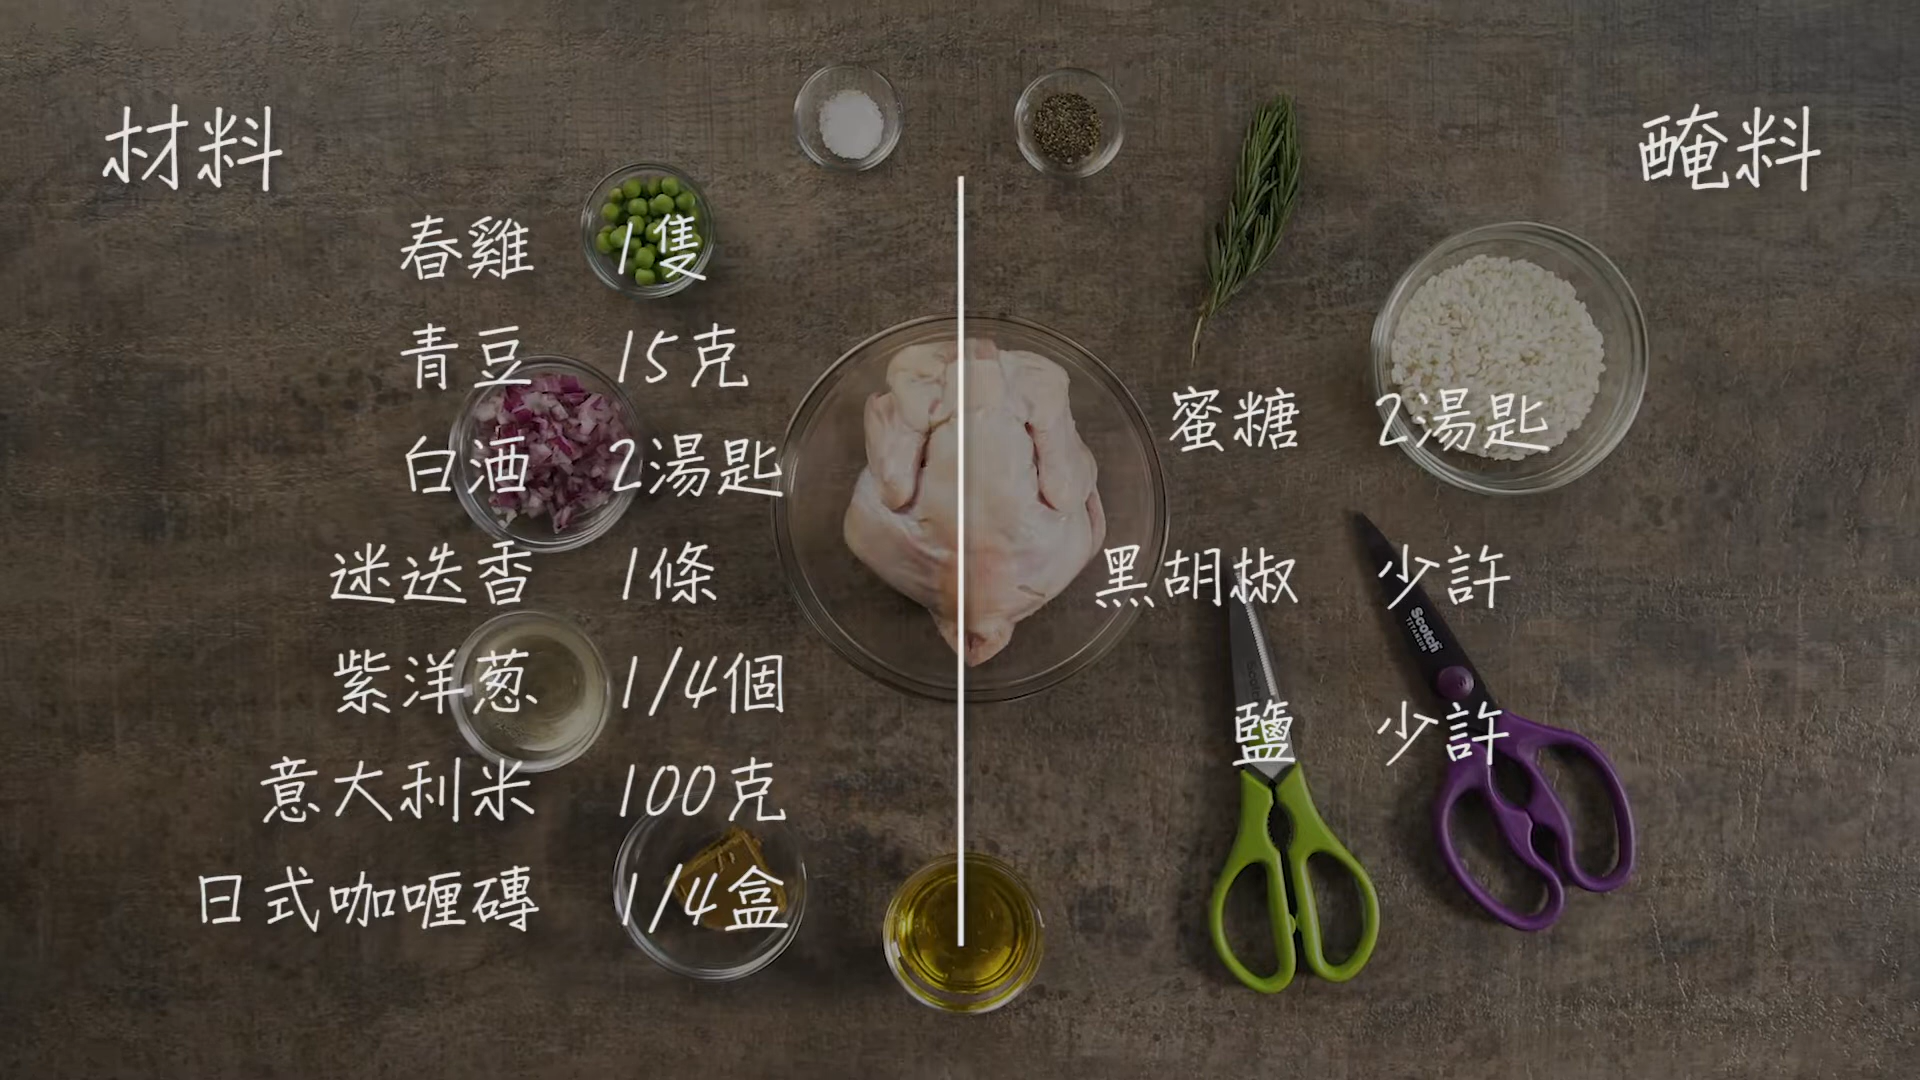 材料
春雞 1隻
青豆 15克
白酒 2湯匙
迷迭香 1條
紫洋葱 1/4個
意大利米 100克
日式咖喱磚 1/4盒
醃料
蜜糖 2湯匙
黑胡椒 少許
鹽 少許
Scotch
TITANIUM